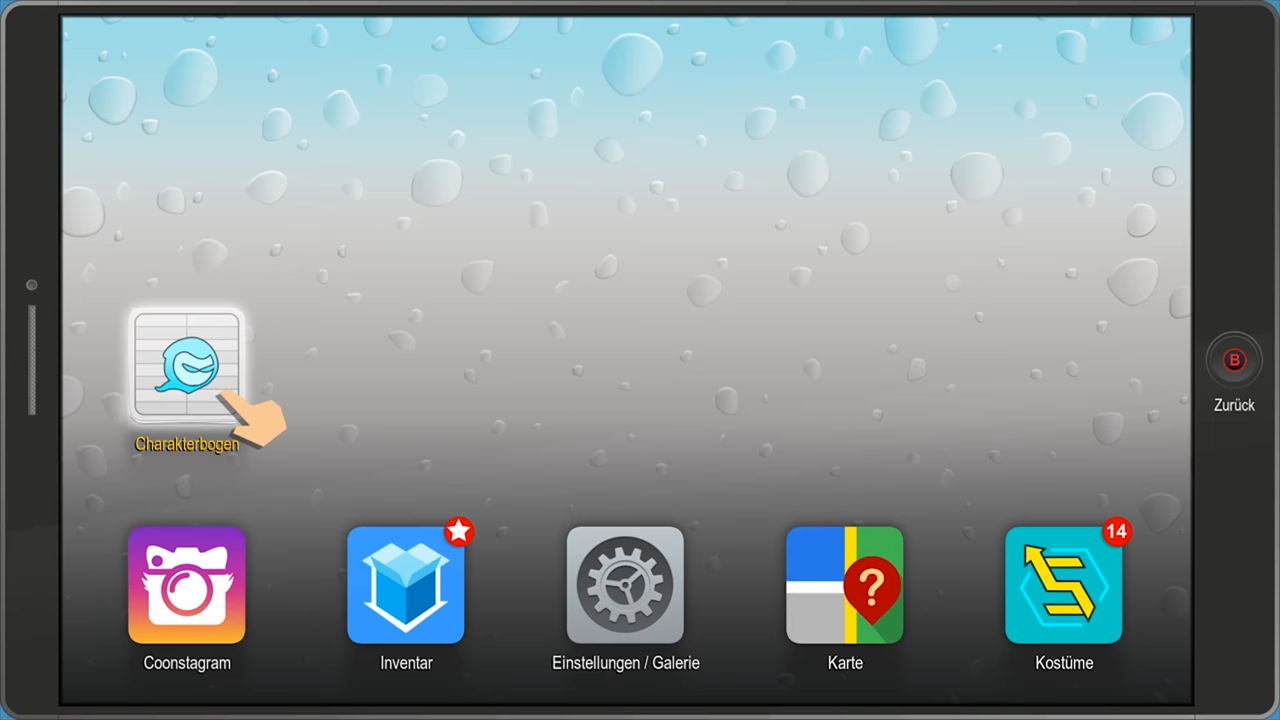 B
Zurück
Charakterbogen
14
Coonstagram
Inventar
Einstellungen / Galerie
?
Karte
Kostüme